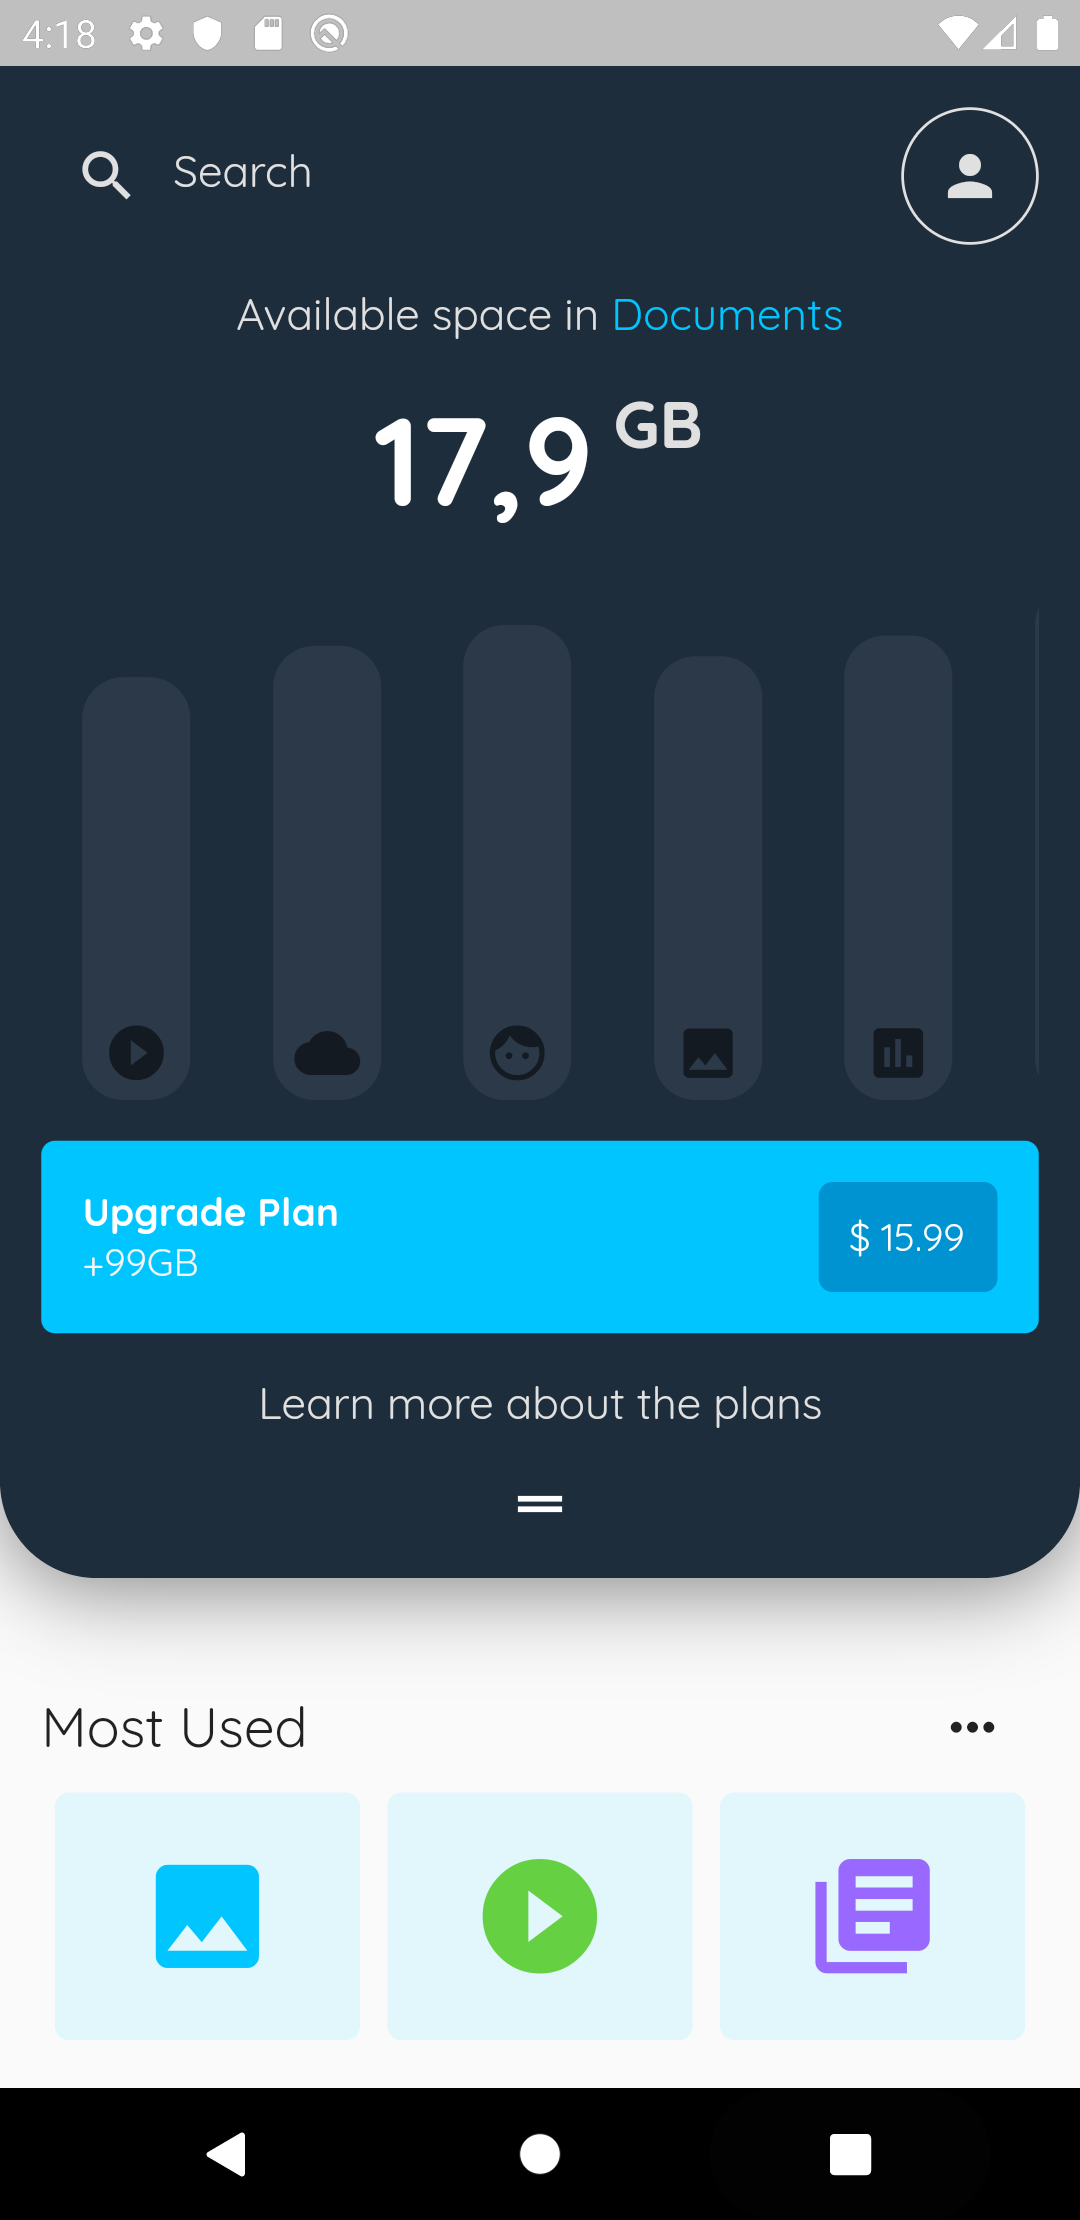 4:18
Search
Available space in Documents
17,9 GB
Upgrade Plan
+99GB
$ 15.99
Learn more about the plans
Most Used